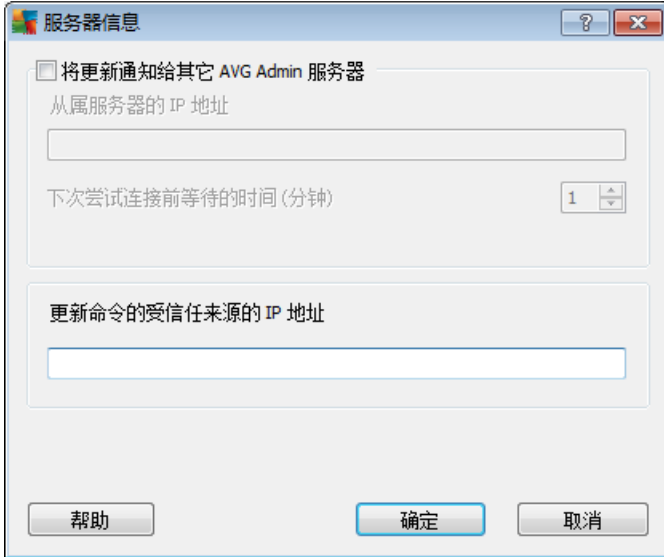 服务器信息
将更新通知给其它 AVG Admin 服务器
从属服务器的 IP 地址
下次尝试连接前等待的时间(分钟)
1
更新命令的受信任来源的 IP 地址
帮助
确定
取消